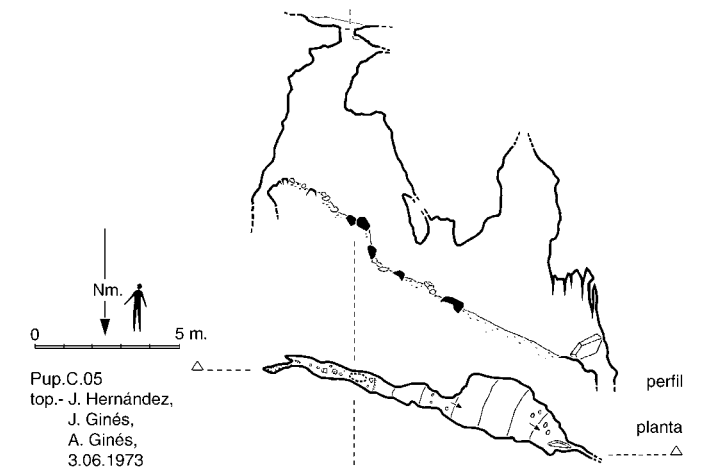 Nm.
0 5 m.
Pup.C.05
top.- J. Hernández,
J. Ginés,
A. Ginés,
3.06.1973
perfil
planta